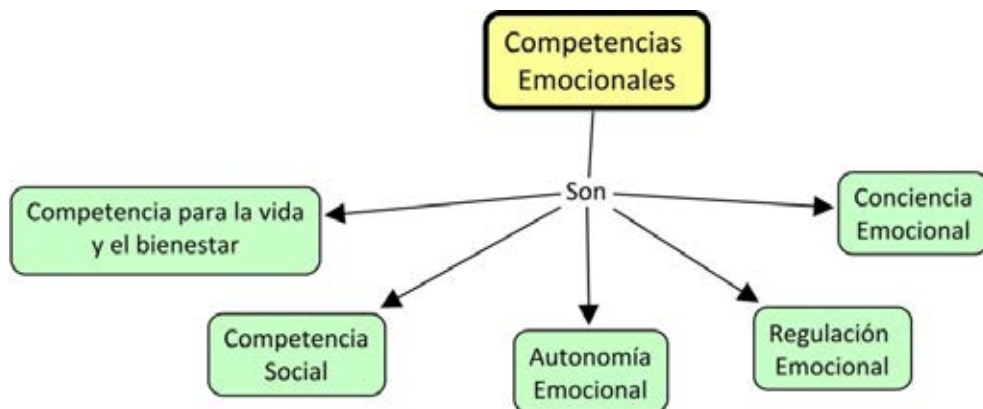 Competencias
Emocionales
Son
Competencia para la vida
y el bienestar
Conciencia
Emocional
Competencia
Social
Autonomía
Emocional
Regulación
Emocional